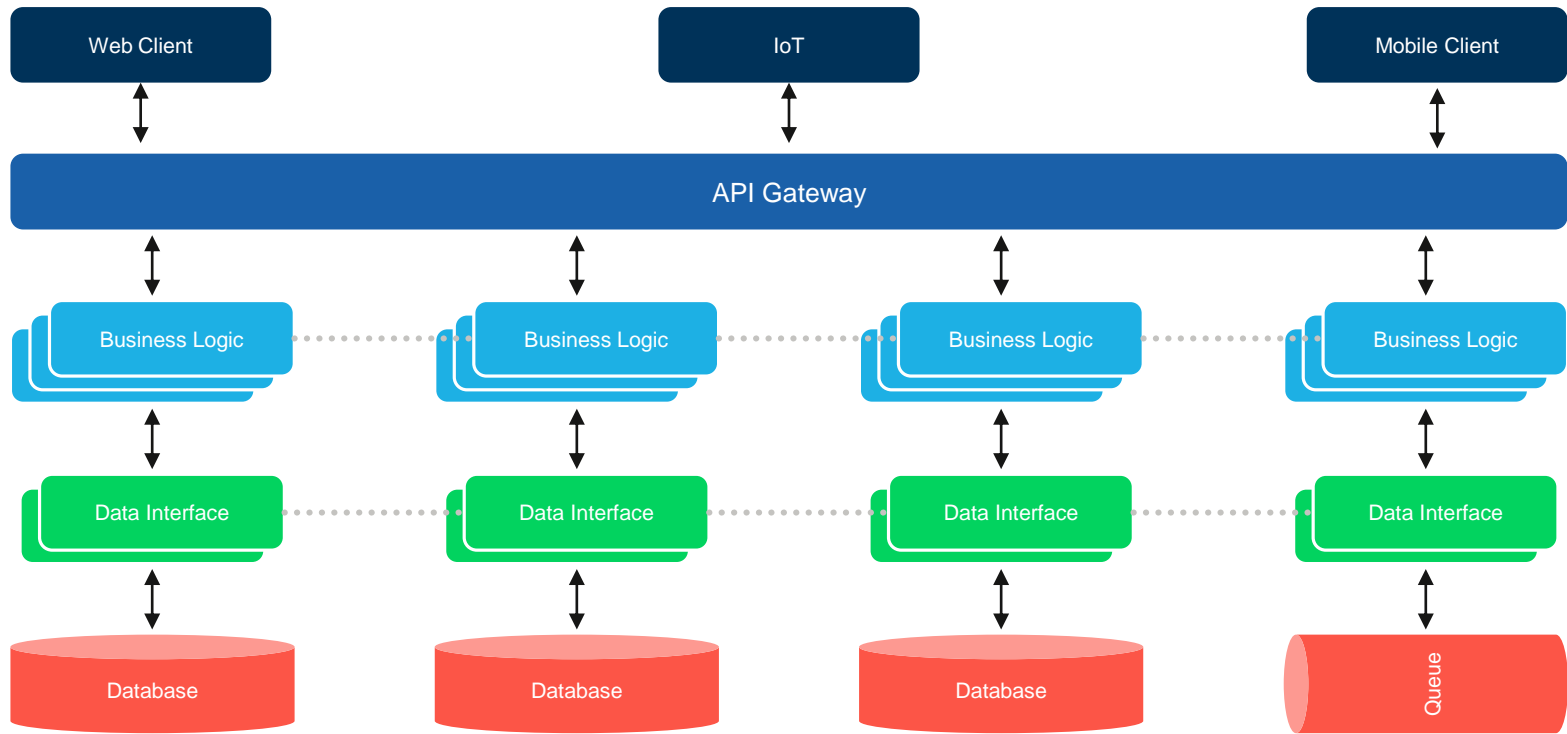 Web Client
IoT
Mobile Client
API Gateway
Business Logic
Business Logic
Business Logic
Business Logic
Data Interface
Data Interface
Data Interface
Data Interface
Database
Database
Database
Queue